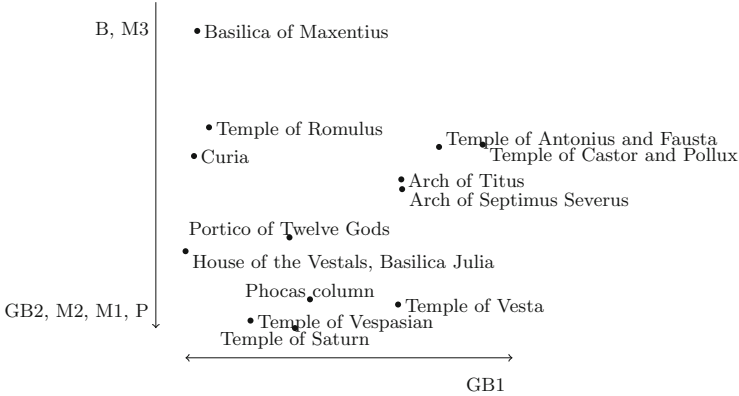 B, M3
Basilica of Maxentius
Temple of Romulus
Temple of Antonius and Fausta
Temple of Castor and Pollux
Curia
Arch of Titus
Arch of Septimus Severus
Portico of Twelve Gods
House of the Vestals, Basilica Julia
Phocas column
Temple of Vesta
GB2, M2, M1, P
Temple of Vespasian
Temple of Saturn
GB1